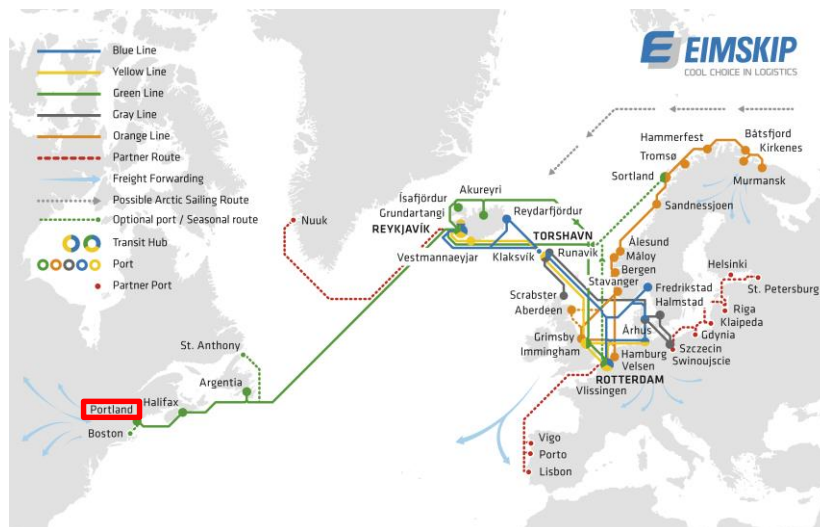 EIMSKIP
COOL CHOICE IN LOGISTICS
Blue Line
Yellow Line
Green Line
Gray Line
Orange Line
Partner Route
Freight Forwarding
Possible Arctic Sailing Route
Optional port / Seasonal route
Transit Hub
Port
Partner Port
Hammerfest
Båtsfjord
Kirkenes
Tromsø
Sortland
Murmansk
Sandnessjoen
Ísafjördur
Akureyri
Grundartangi
Reydarfjördur
REYKJAVÍK
Nuuk
TORSHAVN
Vestmannaeyjar
Klaksvík
Runavik
Ålesund
Måloy
Bergen
Stavanger
Fredrikstad
Halmstad
Helsinki
St. Petersburg
Scrabster
Aberdeen
Riga
Klaipeda
Gdynia
Århus
Grimsby
Immingham
Szczecin
Swinoujscie
Hamburg
Velsen
ROTTERDAM
Vlissingen
St. Anthony
Argentia
Halifax
Portland
Boston
Vigo
Porto
Lisbon